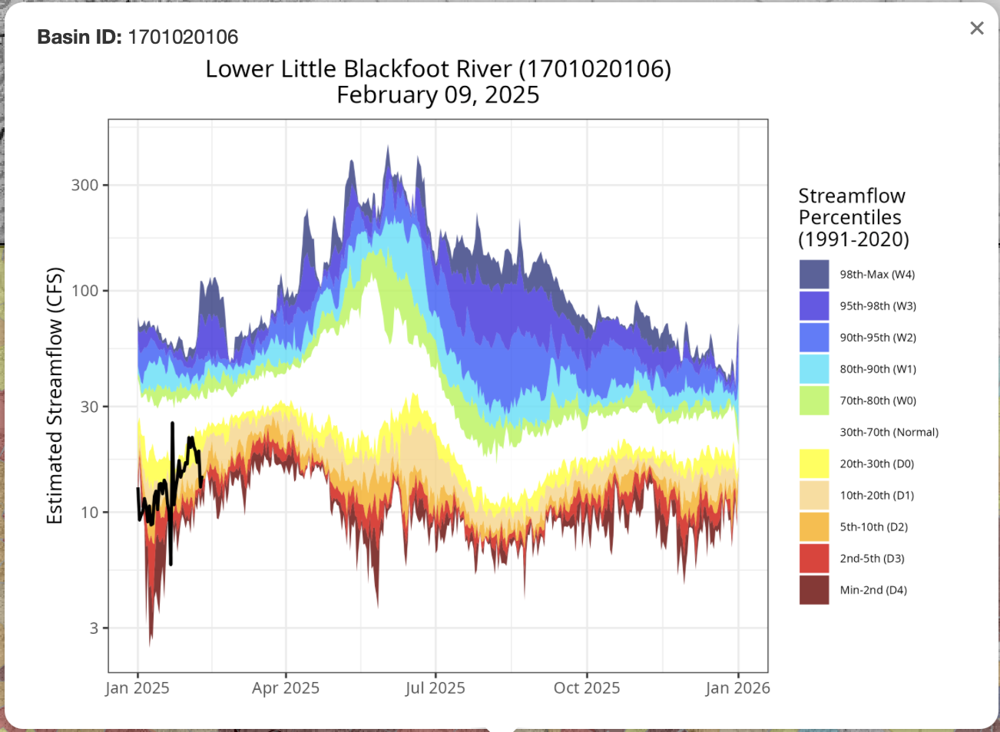 Basin ID: 1701020106
×
Lower Little Blackfoot River (1701020106)
February 09, 2025
Estimated Streamflow (CFS)
300
100
30
10
3
Jan 2025
Apr 2025
Jul 2025
Oct 2025
Jan 2026
Streamflow
Percentiles
(1991-2020)
98th-Max (W4)
95th-98th (W3)
90th-95th (W2)
80th-90th (W1)
70th-80th (W0)
30th-70th (Normal)
20th-30th (D0)
10th-20th (D1)
5th-10th (D2)
2nd-5th (D3)
Min-2nd (D4)